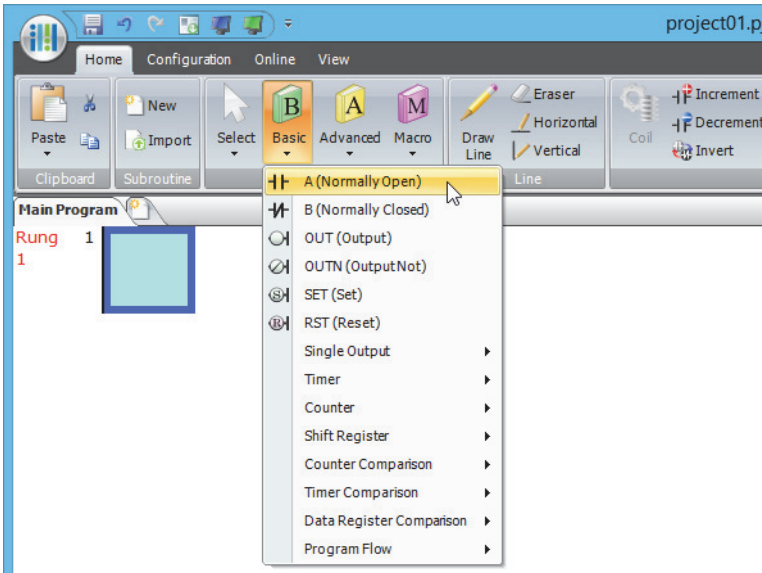 project01.pj
Home Configuration Online View
Paste
New
Import
Select
Basic
Advanced
Macro
Draw
Line
Eraser
Horizontal
Vertical
Coil
Increment
Decrement
Invert
Clipboard
Subroutine
Line
B
A
M
Main Program
Rung 1
1
A (Normally Open)
B (Normally Closed)
OUT (Output)
OUTN (Output Not)
S SET (Set)
R RST (Reset)
Single Output
Timer
Counter
Shift Register
Counter Comparison
Timer Comparison
Data Register Comparison
Program Flow